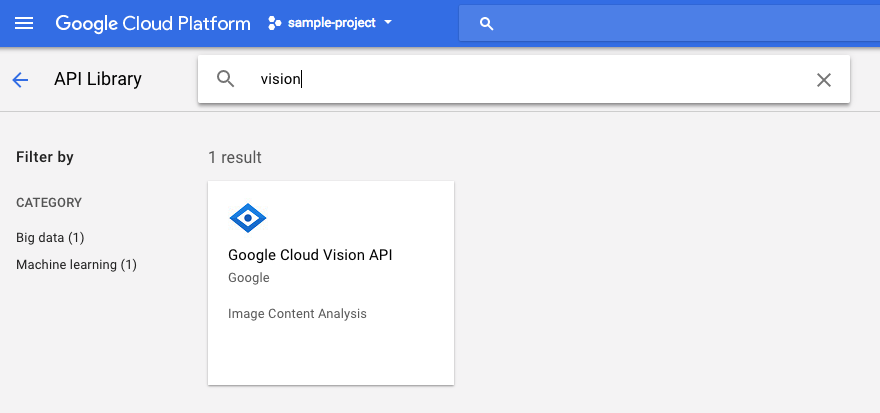 Google Cloud Platform sample-project
API Library vision
Filter by
1 result
CATEGORY
Big data (1)
Machine learning (1)
Google Cloud Vision API
Google
Image Content Analysis